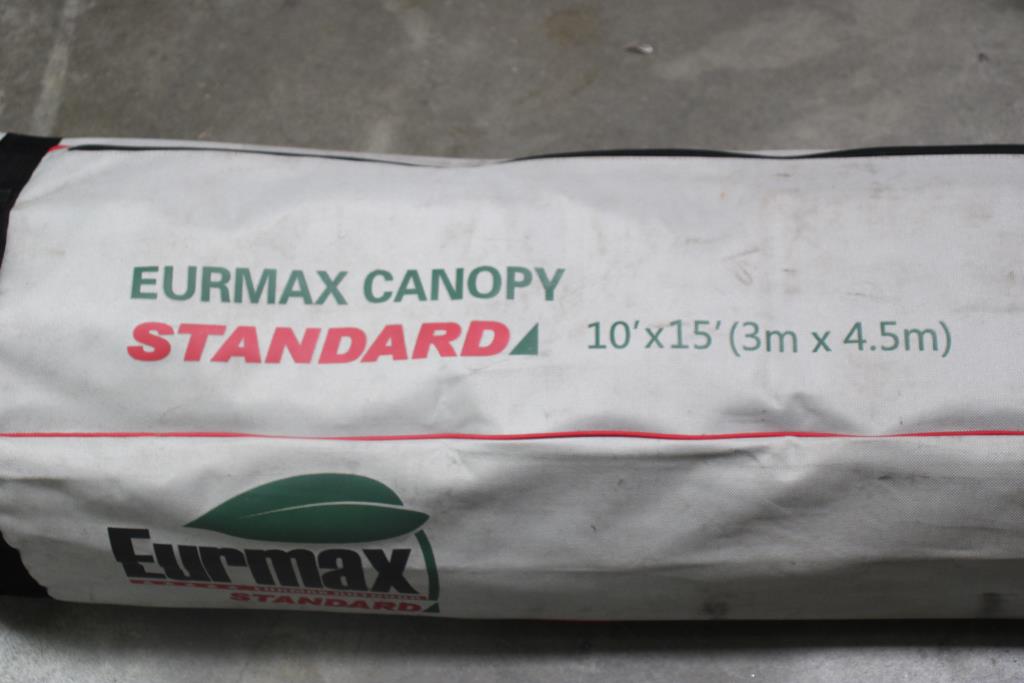 EURMAX CANOPY
STANDARD 10'x15' (3m x 4.5m)
Eurmax
STANDARD